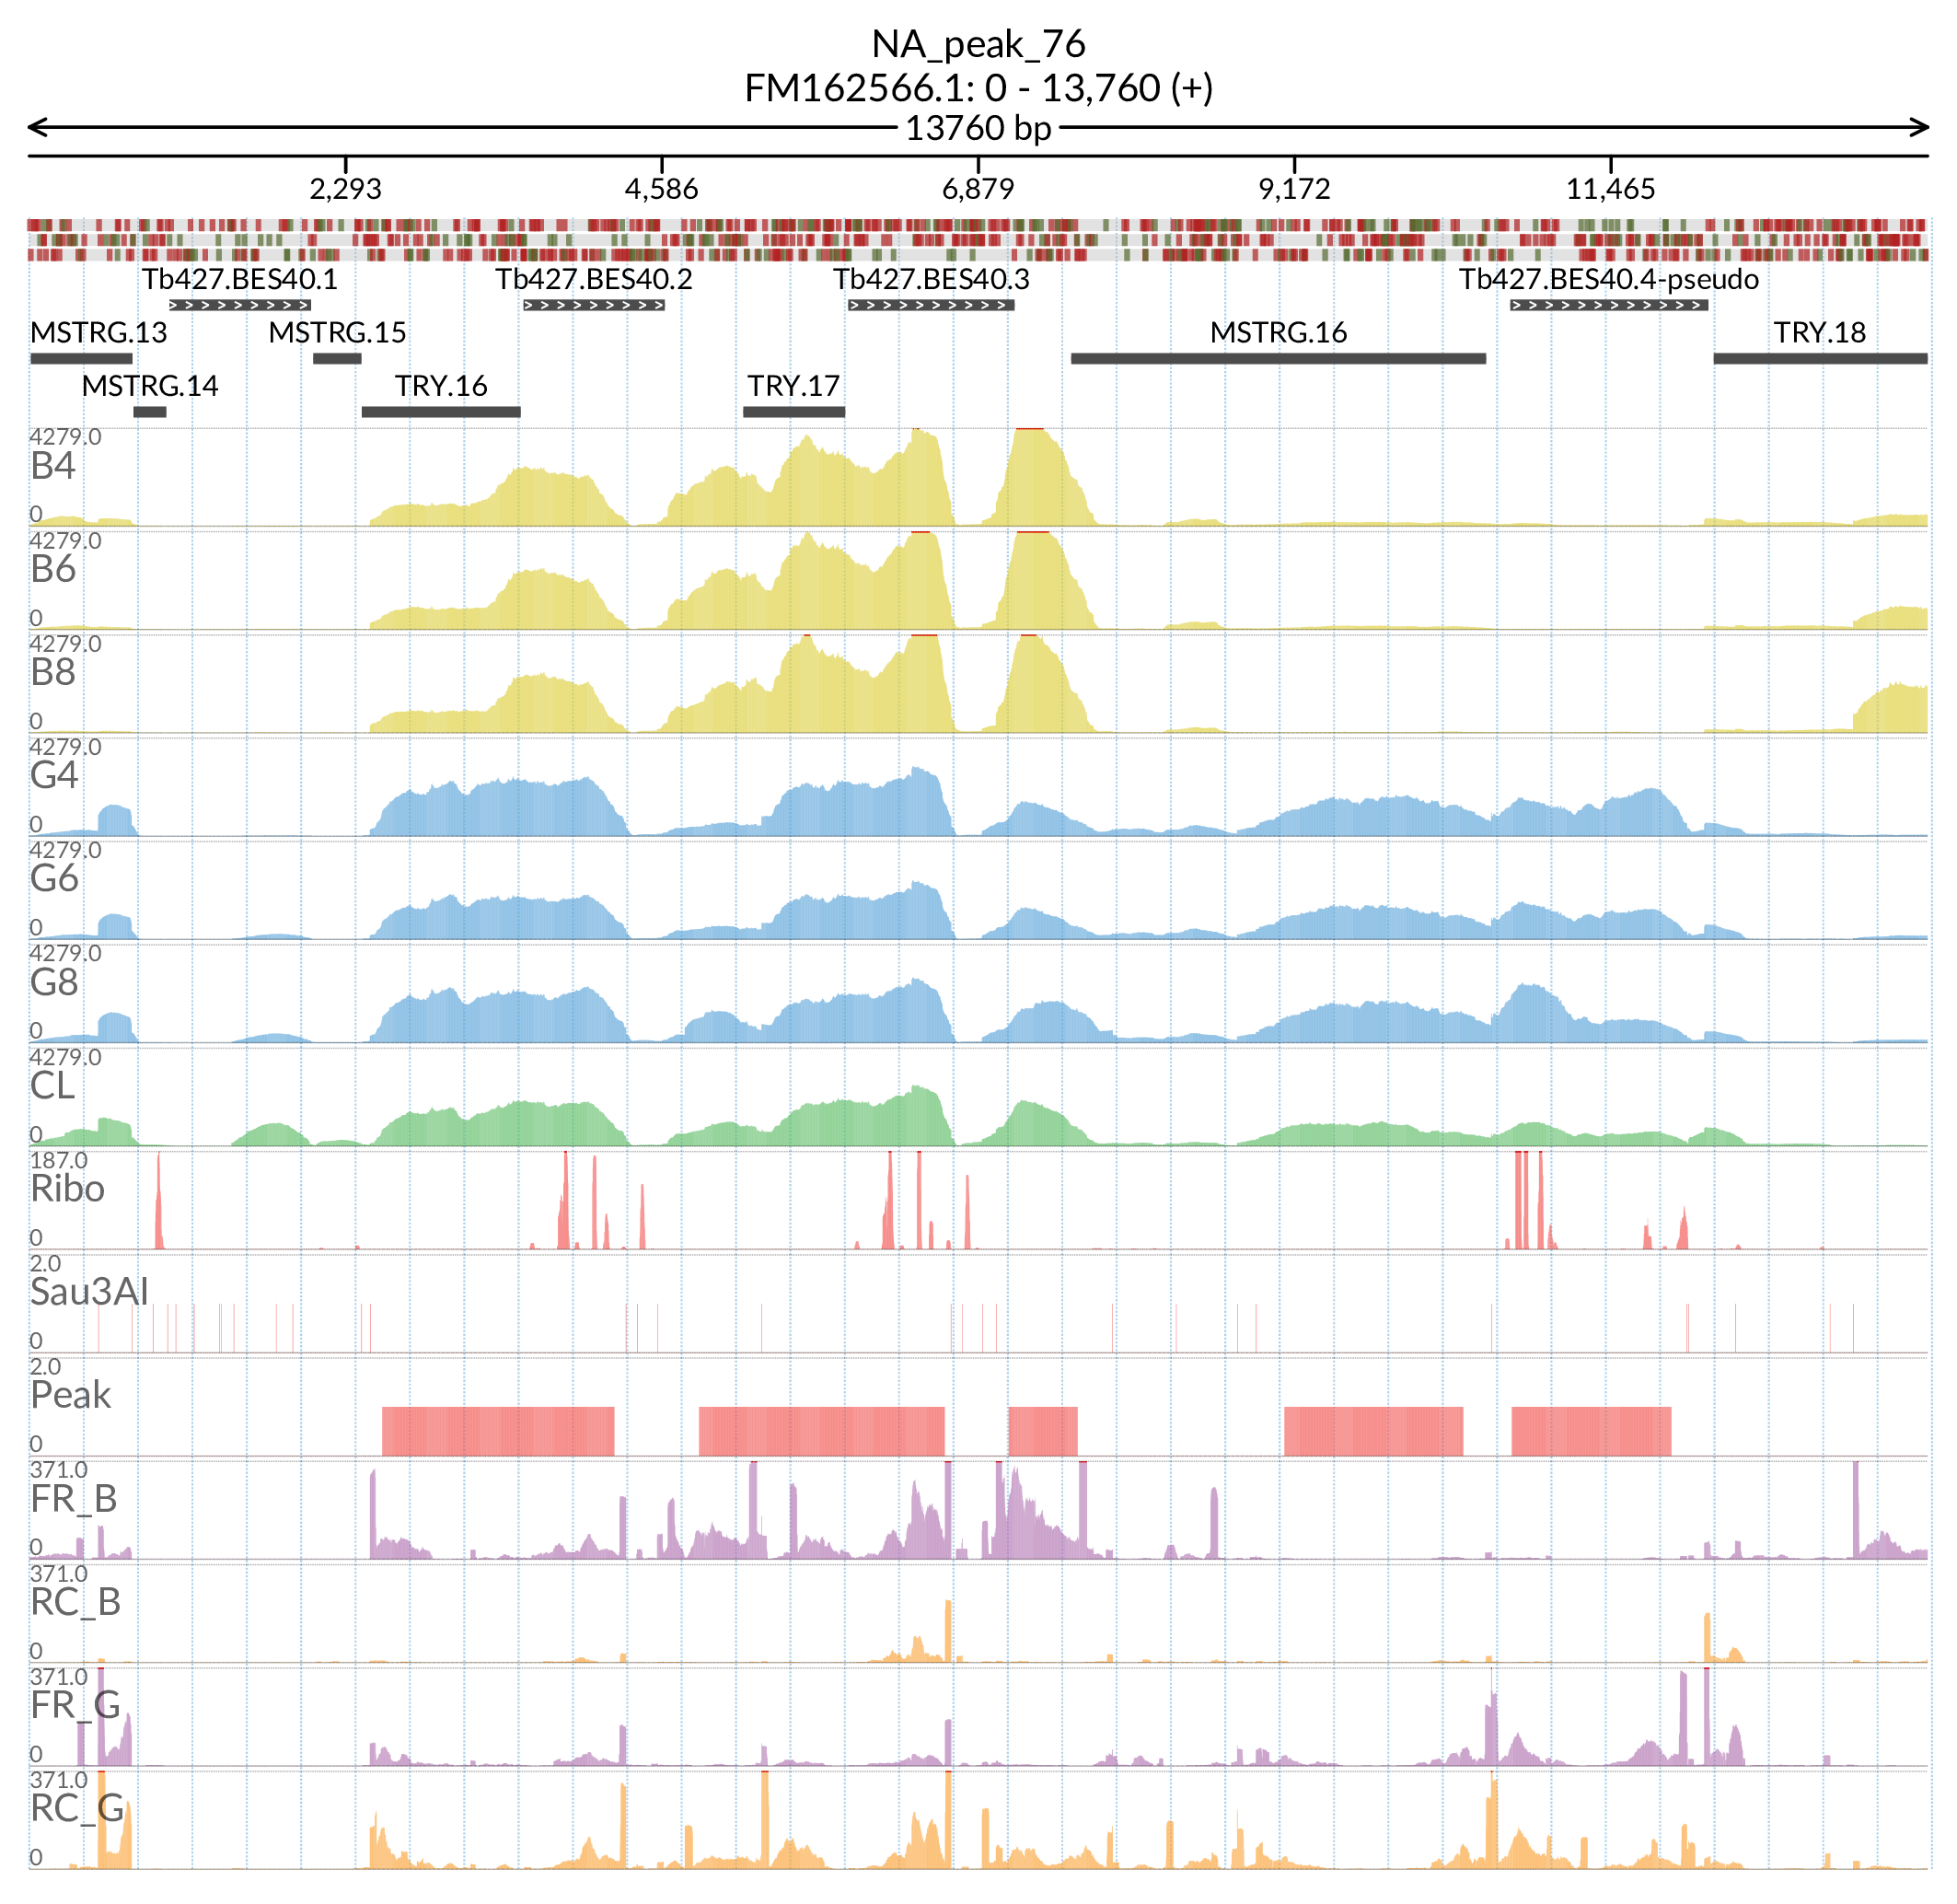 NA_peak_76
FM162566.1: 0 - 13,760 (+)
13760 bp
2,293 4,586 6,879 9,172 11,465
Tb427.BES40.1 Tb427.BES40.2 Tb427.BES40.3 Tb427.BES40.4-pseudo
MSTRG.13 MSTRG.15 MSTRG.16 TRY.18
MSTRG.14 TRY.16 TRY.17
4279.0
B4
0
4279.0
B6
0
4279.0
B8
0
4279.0
G4
0
4279.0
G6
0
4279.0
G8
0
4279.0
CL
0
187.0
Ribo
0
2.0
Sau3AI
0
2.0
Peak
0
371.0
FR_B
0
371.0
RC_B
0
371.0
FR_G
0
371.0
RC_G
0